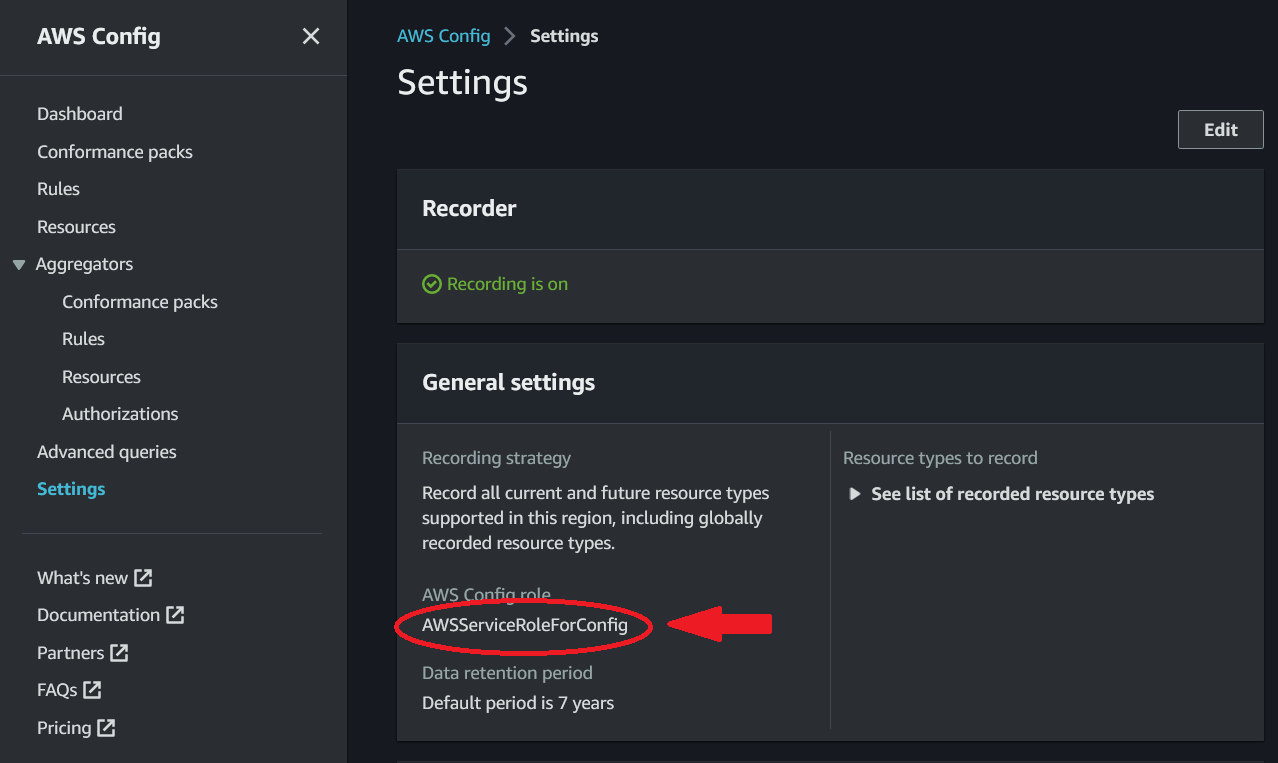 AWS Config
Dashboard
Conformance packs
Rules
Resources
Aggregators
Conformance packs
Rules
Resources
Authorizations
Advanced queries
Settings
What's new
Documentation
Partners
FAQs
Pricing
AWS Config > Settings
Settings
Edit
Recorder
Recording is on
General settings
Recording strategy
Record all current and future resource types
supported in this region, including globally
recorded resource types.
AWS Config role
AWSServiceRoleForConfig
Data retention period
Default period is 7 years
Resource types to record
See list of recorded resource types